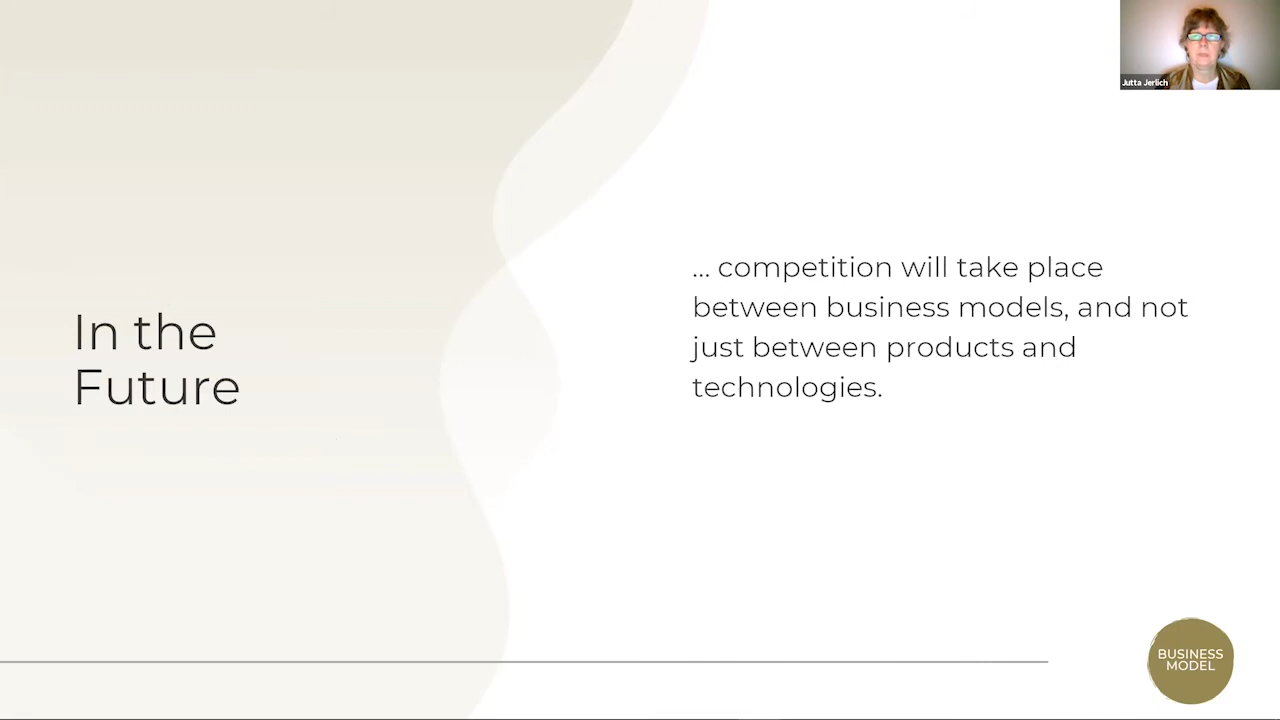 Jutta Jerlich
In the
Future
... competition will take place
between business models, and not
just between products and
technologies.
BUSINESS
MODEL